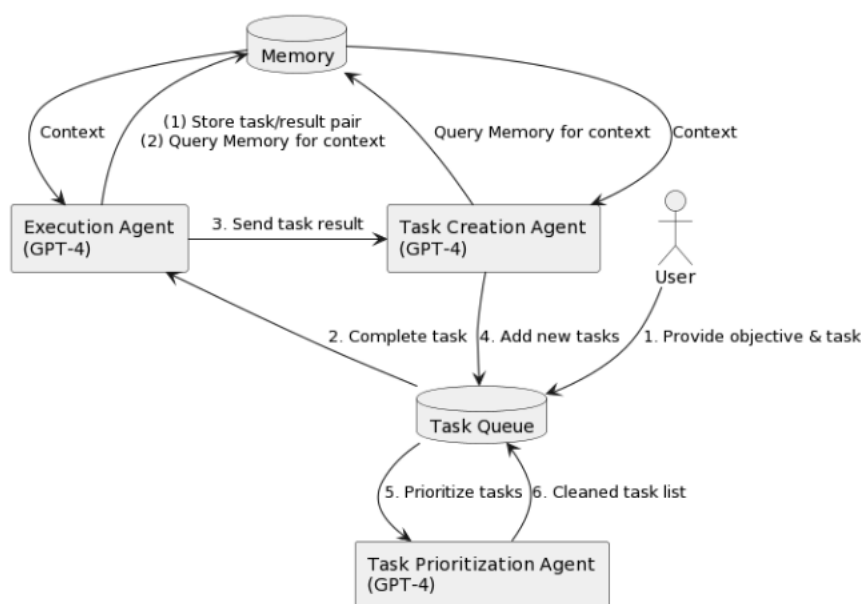 Memory
Context
(1) Store task/result pair
(2) Query Memory for context
Query Memory for context
Context
Execution Agent
(GPT-4)
3. Send task result
Task Creation Agent
(GPT-4)
User
2. Complete task
4. Add new tasks
1. Provide objective & task
Task Queue
5. Prioritize tasks
6. Cleaned task list
Task Prioritization Agent
(GPT-4)